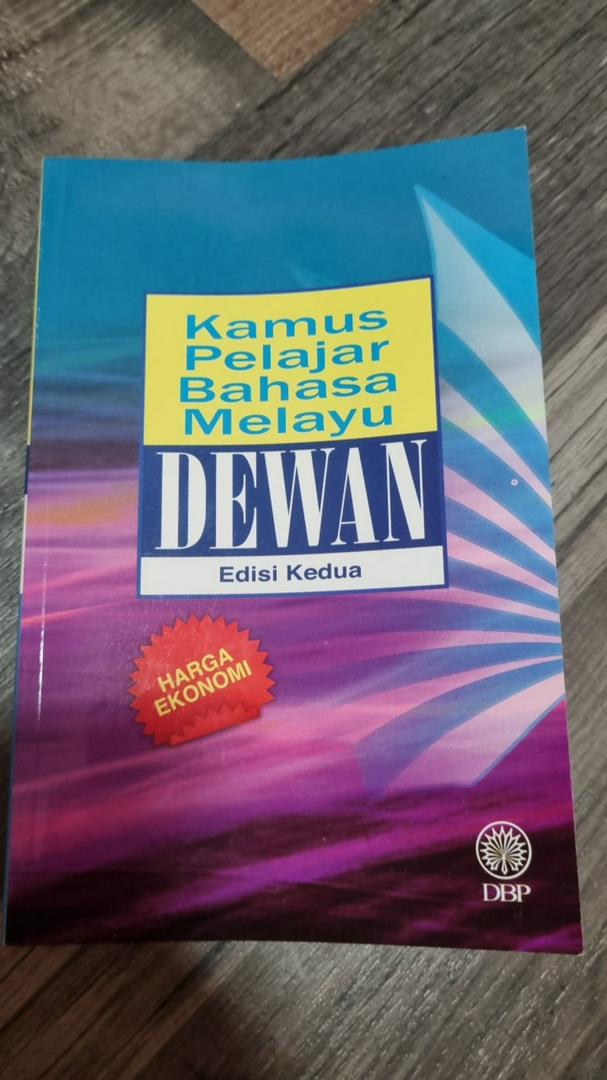 Kamus
Pelajar
Bahasa
Melayu
DEWAN
Edisi Kedua
HARGA
EKONOMI
DBP